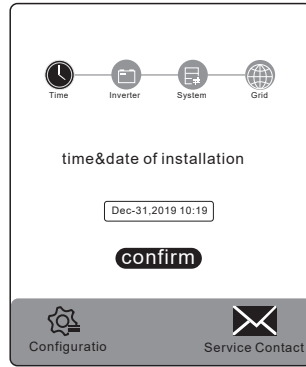 Time Inverter System Grid
time&date of installation
Dec-31,2019 10:19
confirm
Configuratio Service Contact